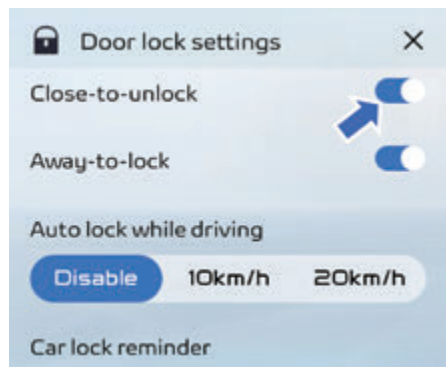 Door lock settings
Close-to-unlock
Away-to-lock
Auto lock while driving
Disable 10km/h 20km/h
Car lock reminder